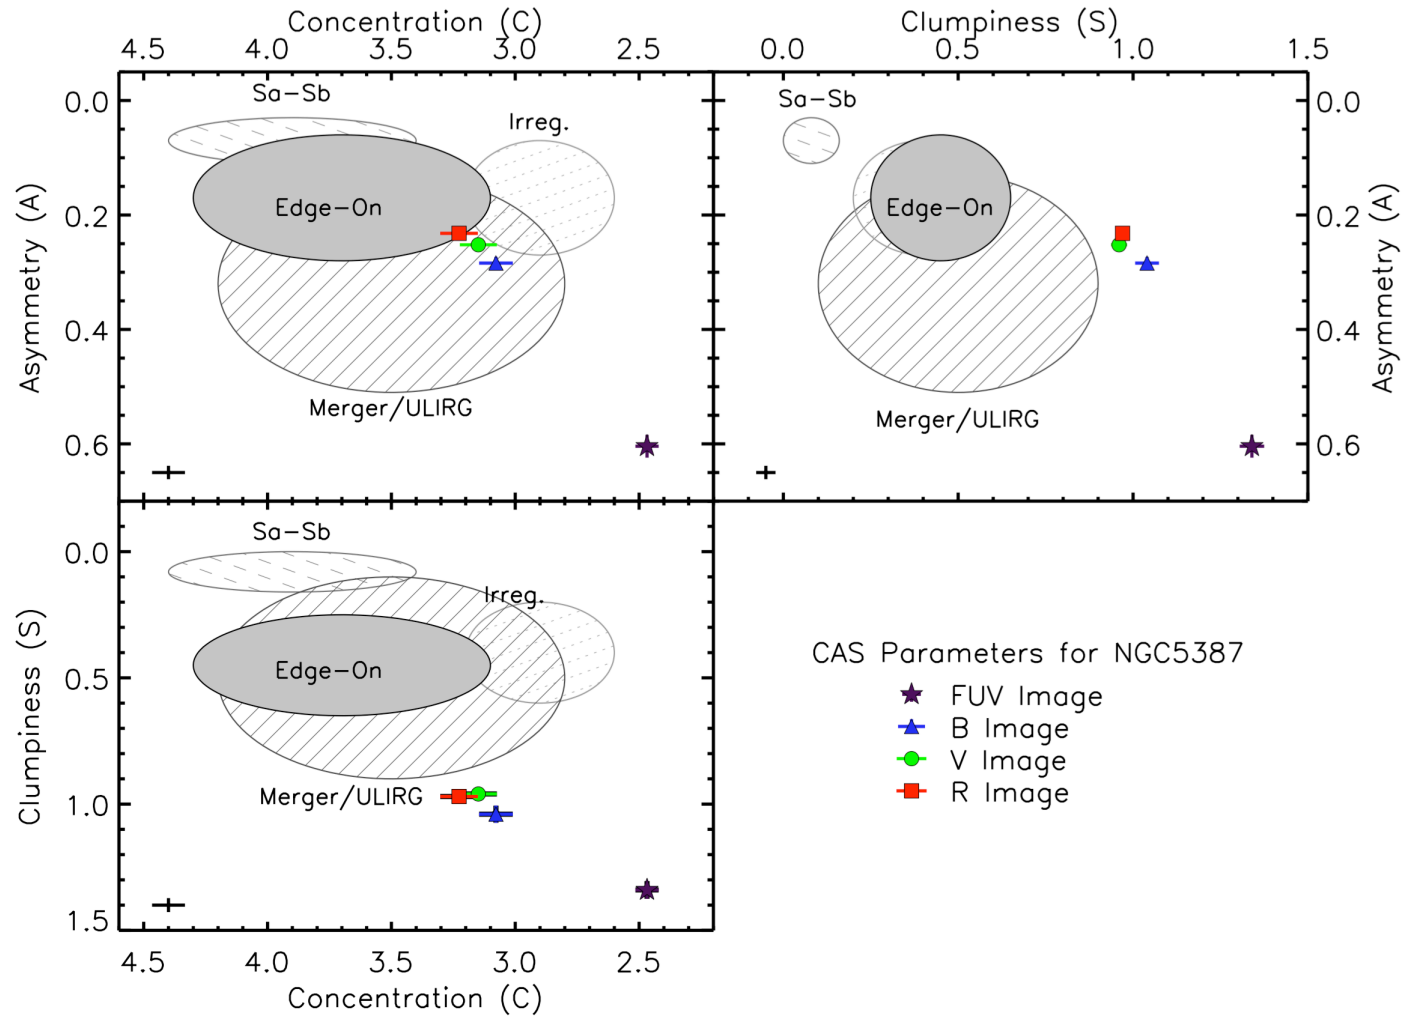 Concentration (C)
Clumpiness (S)
4.5 4.0 3.5 3.0 2.5
0.0 0.5 1.0 1.5
Sa-Sb
Irreg.
Edge-On
Merger/ULIRG
0.0
0.2
0.4
0.6
Asymmetry (A)
Sa-Sb
Edge-On
Merger/ULIRG
0.0
0.2
0.4
0.6
Asymmetry (A)
Sa-Sb
Irreg.
Edge-On
Merger/ULIRG
0.0
0.5
1.0
1.5
Clumpiness (S)
4.5 4.0 3.5 3.0 2.5
Concentration (C)
CAS Parameters for NGC5387
FUV Image
B Image
V Image
R Image